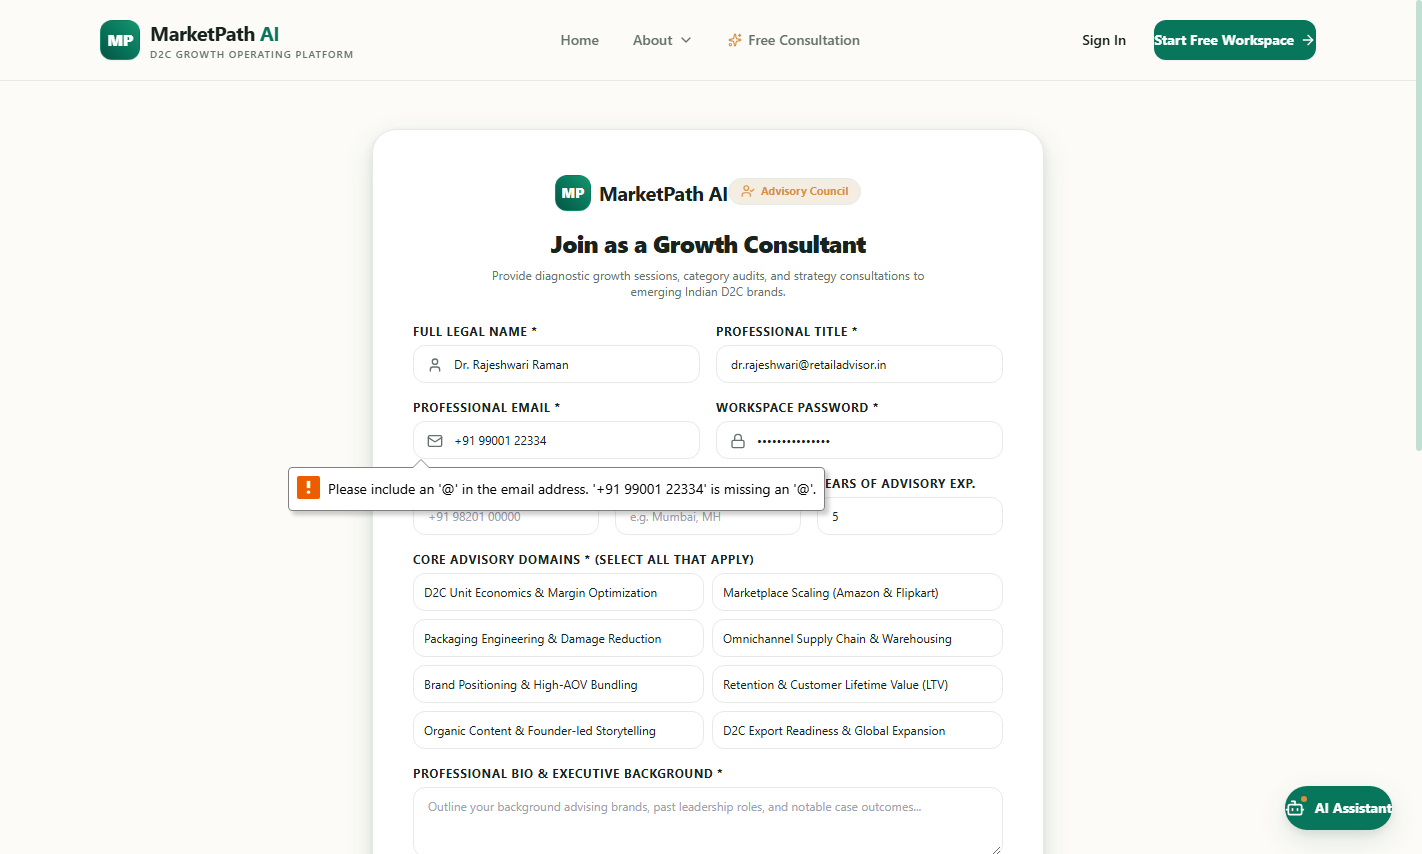 MP MarketPath AI
D2C GROWTH OPERATING PLATFORM
Home
About
Free Consultation
Sign In
Start Free Workspace
MP MarketPath AI
Advisory Council
Join as a Growth Consultant
Provide diagnostic growth sessions, category audits, and strategy consultations to
emerging Indian D2C brands.
FULL LEGAL NAME *
PROFESSIONAL TITLE *
Dr. Rajeshwari Raman
dr.rajeshwari@retailadvisor.in
PROFESSIONAL EMAIL *
WORKSPACE PASSWORD *
+91 99001 22334
•••••••••••••••
Please include an '@' in the email address. '+91 99001 22334' is missing an '@'.
EARS OF ADVISORY EXP.
+91 98201 00000
e.g. Mumbai, MH
5
CORE ADVISORY DOMAINS * (SELECT ALL THAT APPLY)
D2C Unit Economics & Margin Optimization
Marketplace Scaling (Amazon & Flipkart)
Packaging Engineering & Damage Reduction
Omnichannel Supply Chain & Warehousing
Brand Positioning & High-AOV Bundling
Retention & Customer Lifetime Value (LTV)
Organic Content & Founder-led Storytelling
D2C Export Readiness & Global Expansion
PROFESSIONAL BIO & EXECUTIVE BACKGROUND *
Outline your background advising brands, past leadership roles, and notable case outcomes...
AI Assistant